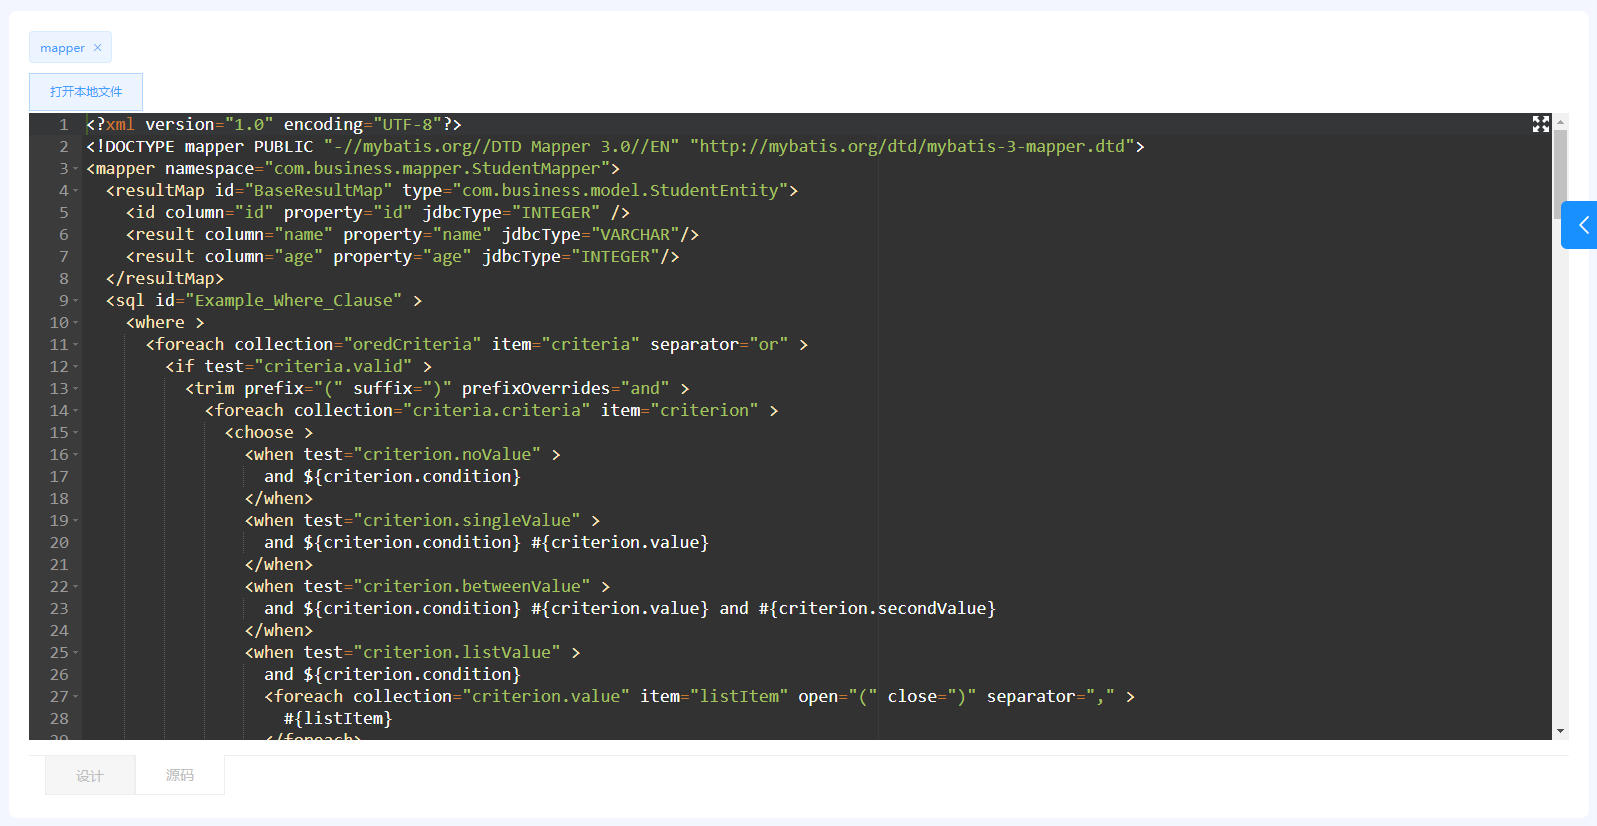 mapper ×
打开本地文件
1 <?xml version="1.0" encoding="UTF-8"?>
2 <!DOCTYPE mapper PUBLIC "-//mybatis.org//DTD Mapper 3.0//EN" "http://mybatis.org/dtd/mybatis-3-mapper.dtd">
3 <mapper namespace="com.business.mapper.StudentMapper">
4 <resultMap id="BaseResultMap" type="com.business.model.StudentEntity">
5 <id column="id" property="id" jdbcType="INTEGER" />
6 <result column="name" property="name" jdbcType="VARCHAR"/>
7 <result column="age" property="age" jdbcType="INTEGER"/>
8 </resultMap>
9 <sql id="Example_Where_Clause" >
10 <where >
11 <foreach collection="oredCriteria" item="criteria" separator="or" >
12 <if test="criteria.valid" >
13 <trim prefix="(" suffix=")" prefixOverrides="and" >
14 <foreach collection="criteria.criteria" item="criterion" >
15 <choose >
16 <when test="criterion.noValue" >
17 and ${criterion.condition}
18 </when>
19 <when test="criterion.singleValue" >
20 and ${criterion.condition} #{criterion.value}
21 </when>
22 <when test="criterion.betweenValue" >
23 and ${criterion.condition} #{criterion.value} and #{criterion.secondValue}
24 </when>
25 <when test="criterion.listValue" >
26 and ${criterion.condition}
27 <foreach collection="criterion.value" item="listItem" open="(" close=")" separator="," >
28 #{listItem}
29 </foreach>
设计
源码